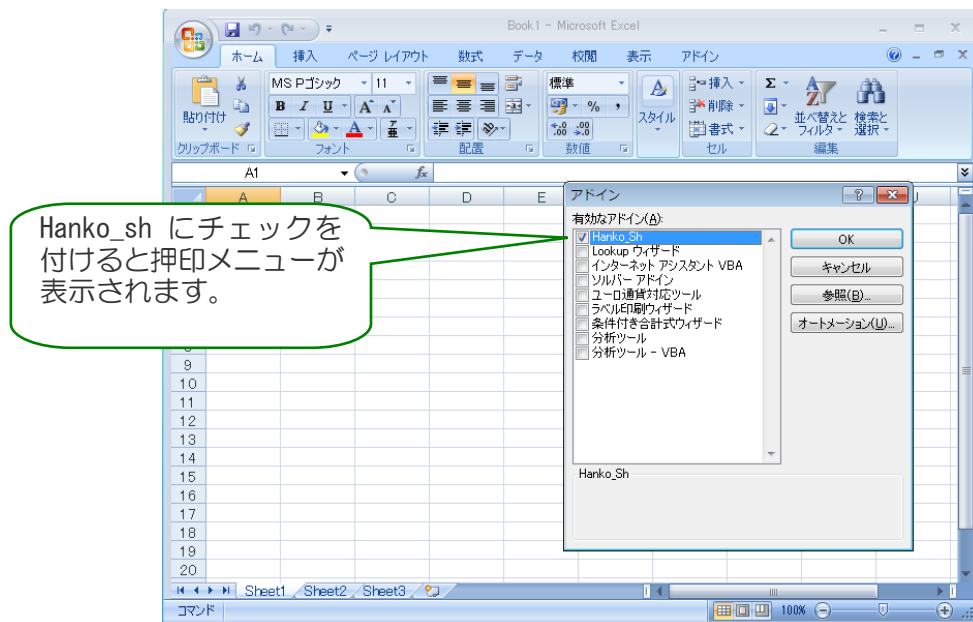 Book1 - Microsoft Excel
ホーム 挿入 ページ レイアウト 数式 データ 校閲 表示 アドイン
MS Pゴシック 11 標準
貼り付け B I U A A A % , .0 .00 .00 .0 スタイル 挿入 削除 書式 Σ 並べ替えと フィルタ 検索と 選択
クリップボード フォント 配置 数値 セル 編集
A1 fx
A B C D E J
Hanko_sh にチェックを
付けると押印メニューが
表示されます。
アドイン
有効なアドイン(A):
Hanko_Sh
Lookup ウィザード
インターネット アシスタント VBA
ソルバー アドイン
ユーロ通貨対応ツール
ラベル印刷ウィザード
条件付き合計式ウィザード
分析ツール
分析ツール - VBA
OK
キャンセル
参照(B)...
オートメーション(U)...
Hanko_Sh
9
10
11
12
13
14
15
16
17
18
19
20
Sheet1 Sheet2 Sheet3
コマンド 100%